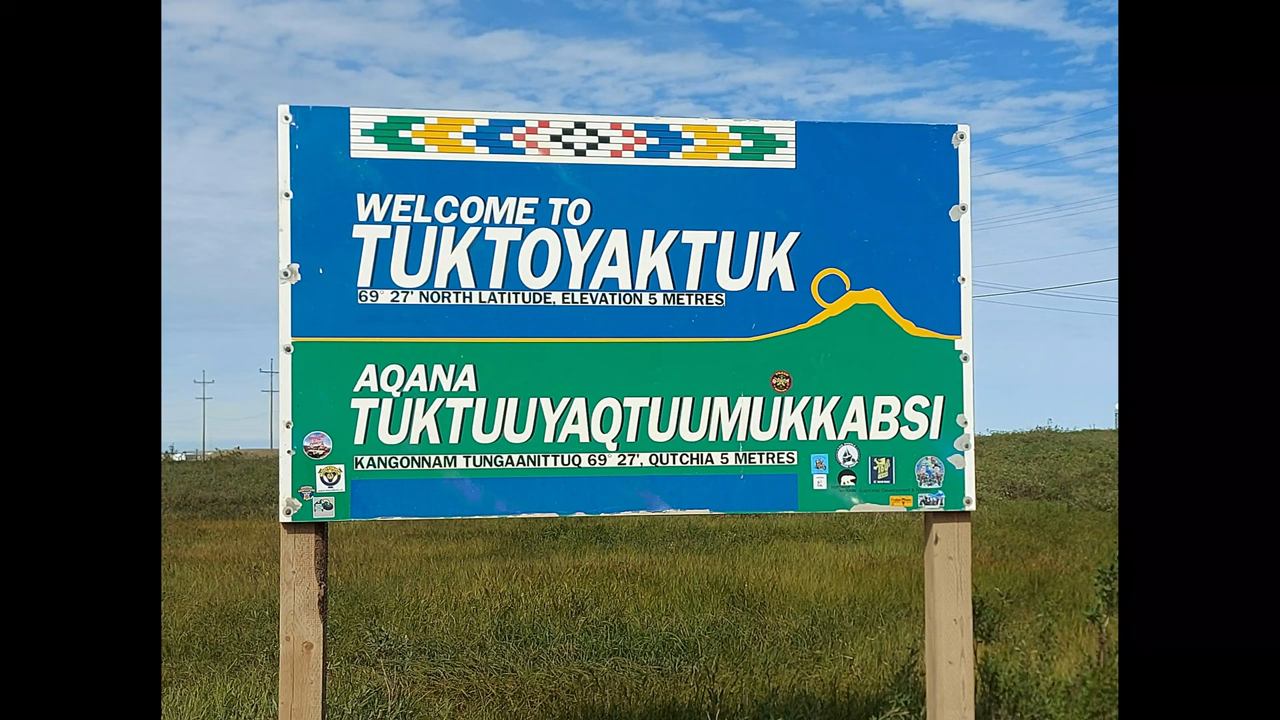 WELCOME TO
TUKTOYAKTUK
69° 27' NORTH LATITUDE, ELEVATION 5 METRES
AQANA
TUKTUUYAQTUUMUKKABSI
KANGONNAM TUNGAANITTUQ 69° 27', QUTCHIA 5 METRES